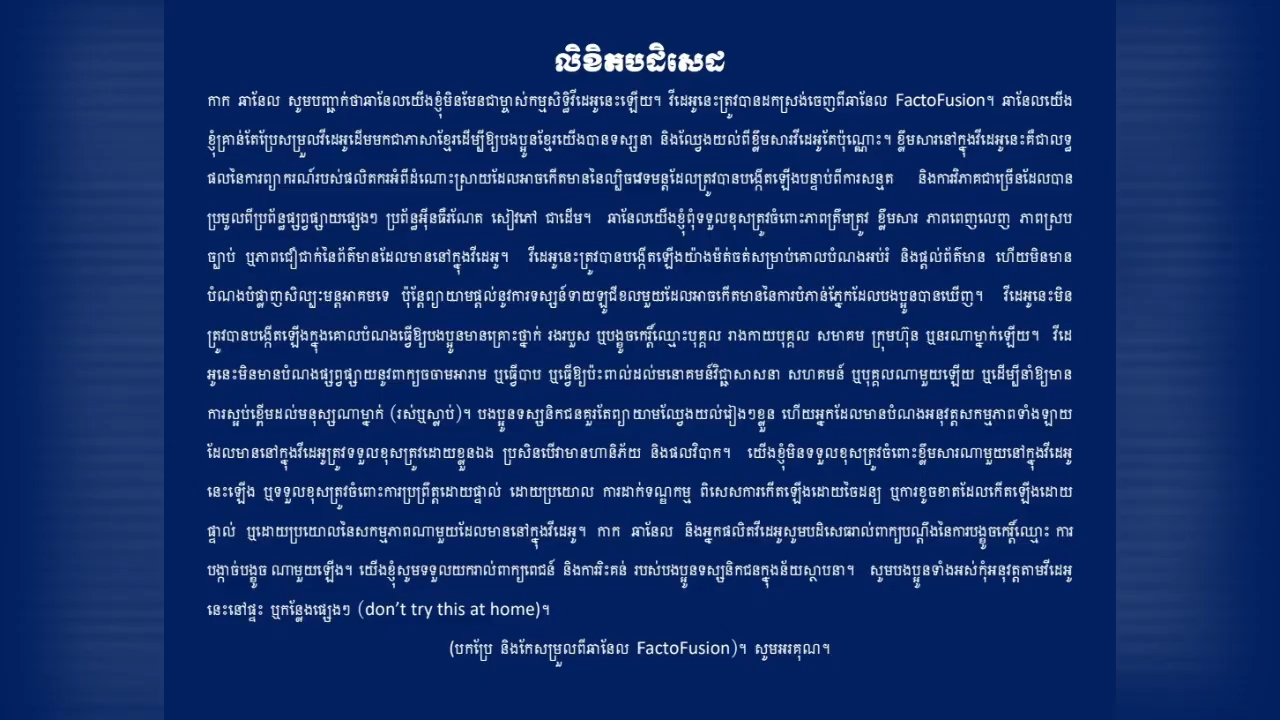 លិខិតបដិសេដ
កាក ឆានែល សូមបញ្ជាក់ថាឆានែលយើងខ្ញុំមិនមែនជាម្ចាស់កម្មសិទ្ធិវីដេអូនេះឡើយ។ វីដេអូនេះត្រូវបានដកស្រង់ចេញពីឆានែល FactoFusion។ ឆានែលយើង
ខ្ញុំគ្រាន់តែប្រែសម្រួលវីដេអូដើមមកជាភាសាខ្មែរដើម្បីឱ្យបងប្អូនខ្មែរយើងបានទស្សនា និងឈ្វេងយល់ពីខ្លឹមសារវីដេអូតែប៉ុណ្ណោះ។ ខ្លឹមសារនៅក្នុងវីដេអូនេះគឺជាលទ្ធ
ផលនៃការព្យាករណ៍របស់ផលិតករអំពីដំណោះស្រាយដែលអាចកើតមាននៃល្បិចវេទមន្តដែលត្រូវបានបង្កើតឡើងបន្ទាប់ពីការសន្មត និងការវិភាគជាច្រើនដែលបាន
ប្រមូលពីប្រព័ន្ធផ្សព្វផ្សាយផ្សេងៗ ប្រព័ន្ធអ៊ីនធឺរណែត សៀវភៅ ជាដើម។ ឆានែលយើងខ្ញុំពុំទទួលខុសត្រូវចំពោះភាពត្រឹមត្រូវ ខ្លឹមសារ ភាពពេញលេញ ភាពស្រប
ច្បាប់ ឬភាពជឿជាក់នៃព័ត៌មានដែលមាននៅក្នុងវីដេអូ។ វីដេអូនេះត្រូវបានបង្កើតឡើងយ៉ាងម៉ត់ចត់សម្រាប់គោលបំណងអប់រំ និងផ្តល់ព័ត៌មាន ហើយមិនមាន
បំណងបំផ្លាញសិល្បះមន្តអាគមទេ ប៉ុន្តែព្យាយាមផ្តល់នូវការទស្សន៍ទាយឡូជីខលមួយដែលអាចកើតមាននៃការបំភាន់ភ្នែកដែលបងប្អូនបានឃើញ។ វីដេអូនេះមិន
ត្រូវបានបង្កើតឡើងក្នុងគោលបំណងធ្វើឱ្យបងប្អូនមានគ្រោះថ្នាក់ រងរបួស ឬបង្ខូចកេរ្តិ៍ឈ្មោះបុគ្គល រាងកាយបុគ្គល សមាគម ក្រុមហ៊ុន ឬនរណាម្នាក់ឡើយ។ វីដេ
អូនេះមិនមានបំណងផ្សព្វផ្សាយនូវពាក្យចចាមអារាម ឬធ្វើបាប ឬធ្វើឱ្យប៉ះពាល់ដល់មនោគមន៍វិជ្ជាសាសនា សហគមន៍ ឬបុគ្គលណាមួយឡើយ ឬដើម្បីនាំឱ្យមាន
ការស្អប់ខ្ពើមដល់មនុស្សណាម្នាក់ (រស់ឬស្លាប់)។ បងប្អូនទស្សនិកជនគួរតែព្យាយាមឈ្វេងយល់រៀងៗខ្លួន ហើយអ្នកដែលមានបំណងអនុវត្តសកម្មភាពទាំងឡាយ
ដែលមាននៅក្នុងវីដេអូត្រូវទទួលខុសត្រូវដោយខ្លួនឯង ប្រសិនបើវាមានហានិភ័យ និងផលវិបាក។ យើងខ្ញុំមិនទទួលខុសត្រូវចំពោះខ្លឹមសារណាមួយនៅក្នុងវីដេអូ
នេះឡើង ឬទទួលខុសត្រូវចំពោះការប្រព្រឹត្តដោយផ្ទាល់ ដោយប្រយោល ការដាក់ទណ្ឌកម្ម ពិសេសការកើតឡើងដោយចៃដន្យ ឬការខូចខាតដែលកើតឡើងដោយ
ផ្ទាល់ ឬដោយប្រយោលនៃសកម្មភាពណាមួយដែលមាននៅក្នុងវីដេអូ។ កាក ឆានែល និងអ្នកផលិតវីដេអូសូមបដិសេធរាល់ពាក្យបណ្តឹងនៃការបង្ខូចកេរ្តិ៍ឈ្មោះ ការ
បង្កាច់បង្ខូច ណាមួយឡើង។ យើងខ្ញុំសូមទទួលយករាល់ពាក្យពេជន៍ និងការរិះគន់ របស់បងប្អូនទស្សនិកជនក្នុងន័យស្ថាបនា។ សូមបងប្អូនទាំងអស់កុំអនុវត្តតាមវីដេអូ
នេះនៅផ្ទះ ឬកន្លែងផ្សេងៗ (don’t try this at home)។
(បកប្រែ និងកែសម្រួលពីឆានែល FactoFusion)។ សូមអរគុណ។